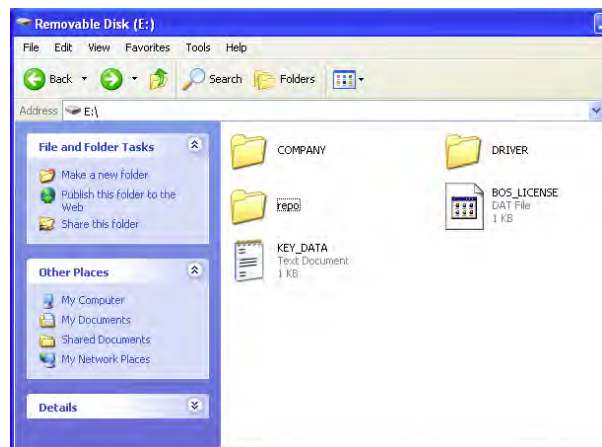 Removable Disk (E:)
File Edit View Favorites Tools Help
Back Search Folders
Address E:\
File and Folder Tasks
Make a new folder
Publish this folder to the
Web
Share this folder
Other Places
My Computer
My Documents
Shared Documents
My Network Places
Details
COMPANY
DRIVER
repo
BOS_LICENSE
DAT File
1 KB
KEY_DATA
Text Document
1 KB